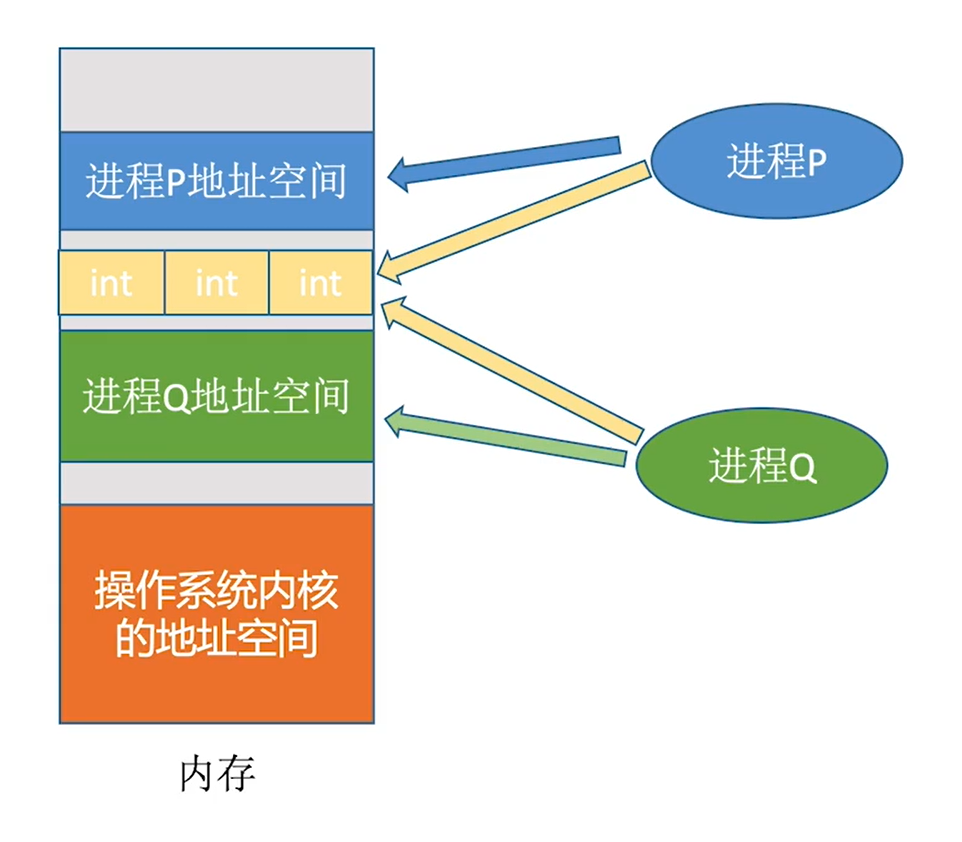 进程P地址空间
进程P
int int int
进程Q地址空间
进程Q
操作系统内核
的地址空间
内存